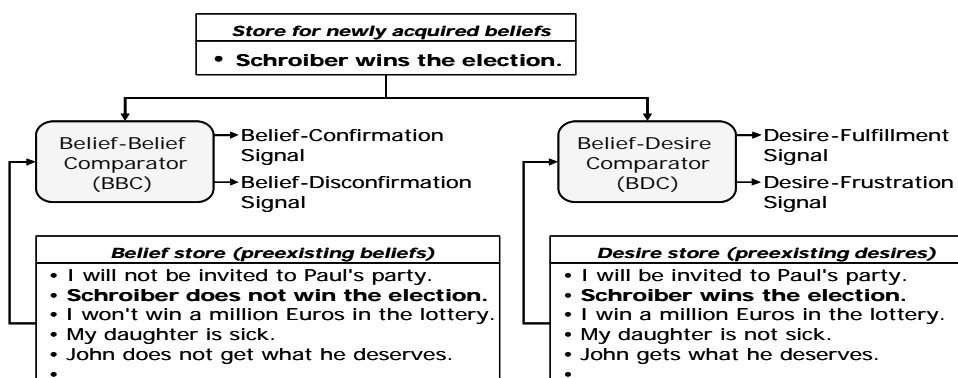 Store for newly acquired beliefs
• Schroiber wins the election.
Belief-Belief
Comparator
(BBC)
Belief-Confirmation
Signal
Belief-Disconfirmation
Signal
Belief-Desire
Comparator
(BDC)
Desire-Fulfillment
Signal
Desire-Frustration
Signal
Belief store (preexisting beliefs)
• I will not be invited to Paul's party.
• Schroiber does not win the election.
• I won't win a million Euros in the lottery.
• My daughter is sick.
• John does not get what he deserves.
•
Desire store (preexisting desires)
• I will be invited to Paul's party.
• Schroiber wins the election.
• I win a million Euros in the lottery.
• My daughter is not sick.
• John gets what he deserves.
•